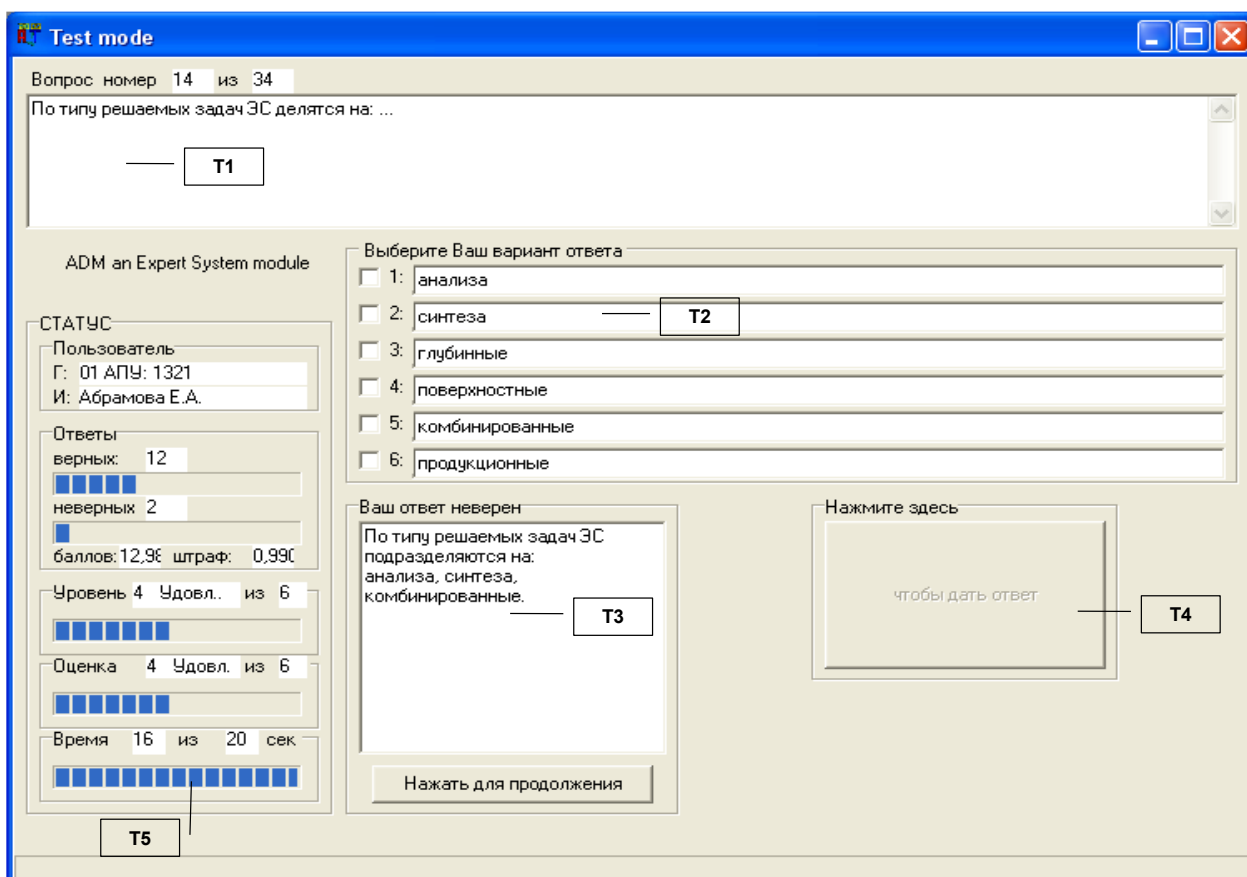 Test mode
Вопрос номер 14 из 34
По типу решаемых задач ЭС делятся на: ...
T1
ADM an Expert System module
Выберите Ваш вариант ответа
1: анализа
2: синтеза
T2
3: глубинные
4: поверхностные
5: комбинированные
6: продукционные
СТАТУС
Пользователь
Г: 01 АПУ: 1321
И: Абрамова Е.А.
Ответы
верных: 12
неверных 2
баллов: 12,98 штраф: 0,990
Уровень 4 Удовл.. из 6
Оценка 4 Удовл. из 6
Время 16 из 20 сек
T5
Ваш ответ неверен
По типу решаемых задач ЭС
подразделяются на:
анализа, синтеза,
комбинированные.
T3
Нажать для продолжения
Нажмите здесь
чтобы дать ответ
T4